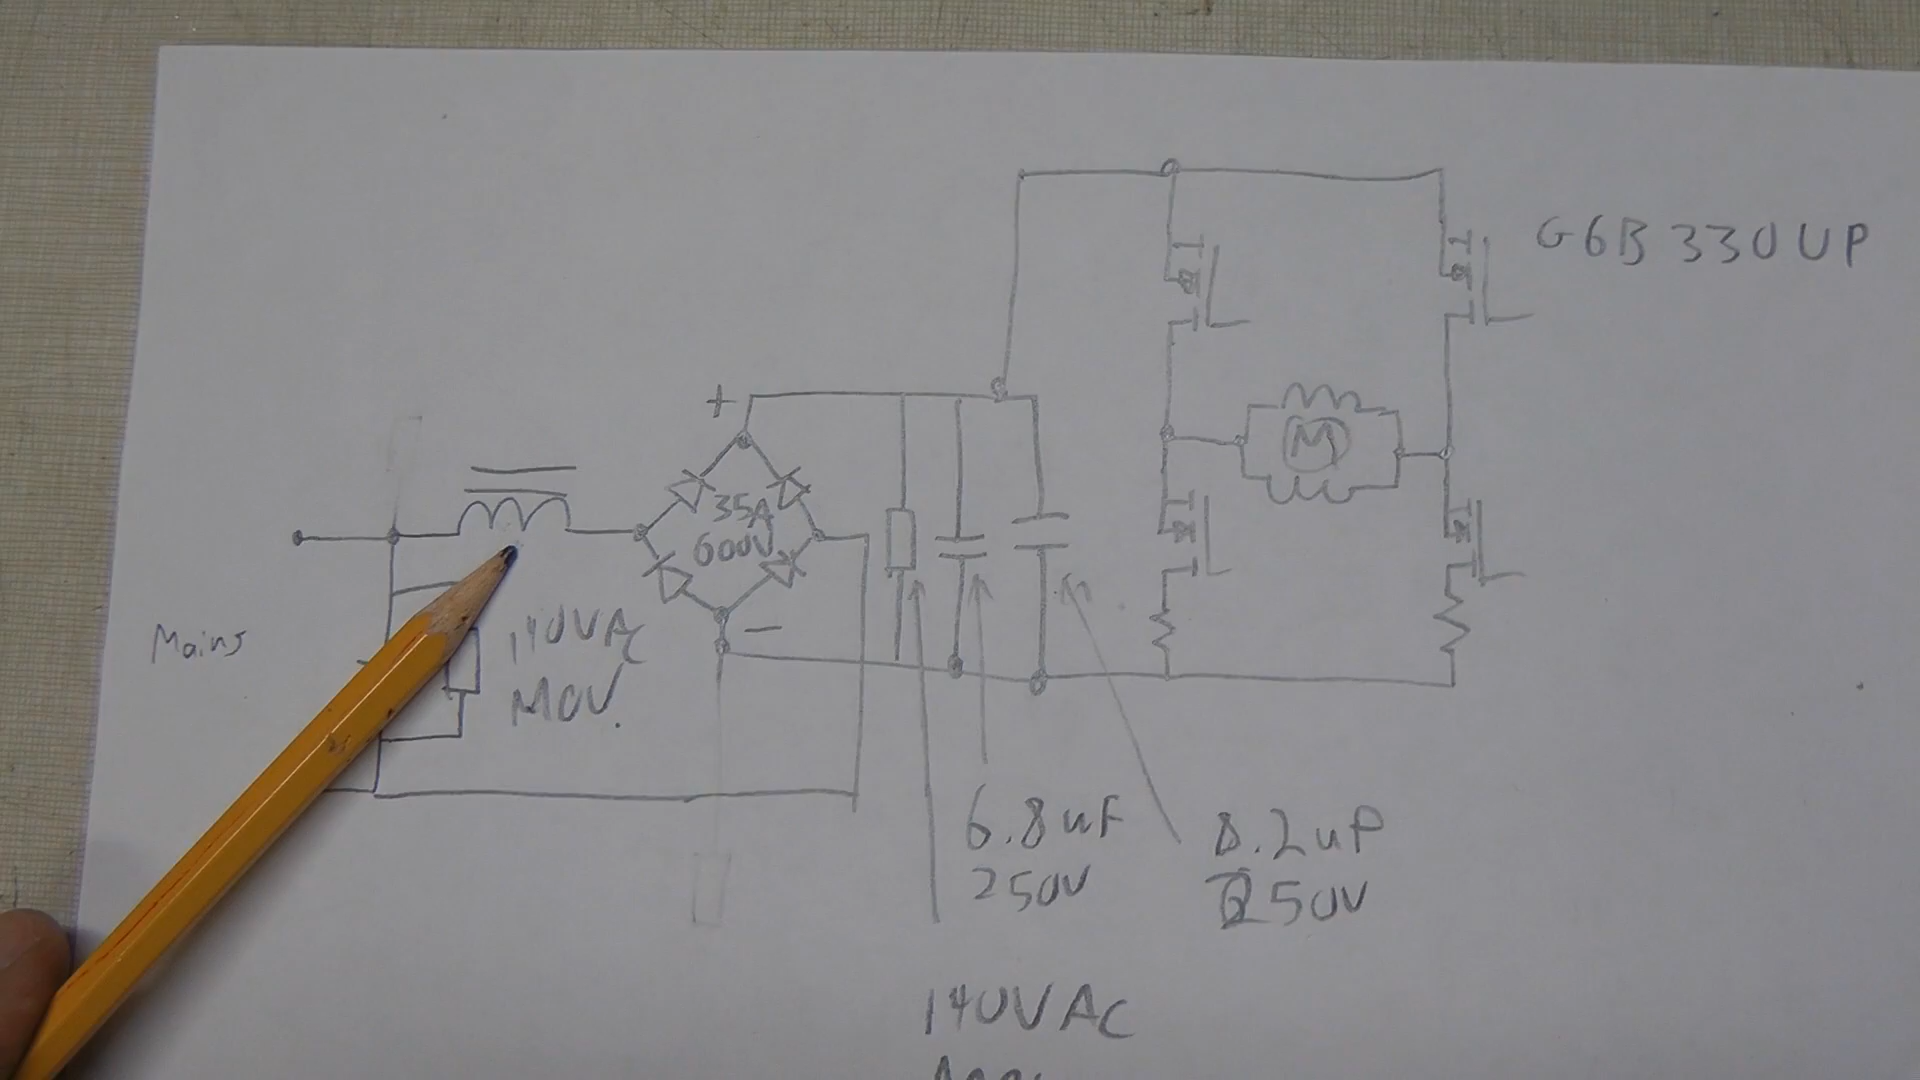 G6B330UP
+
M
35A
600V
Mains
140VAC
MOV.
−
6.8uF
250V
8.2uF
250V
140VAC